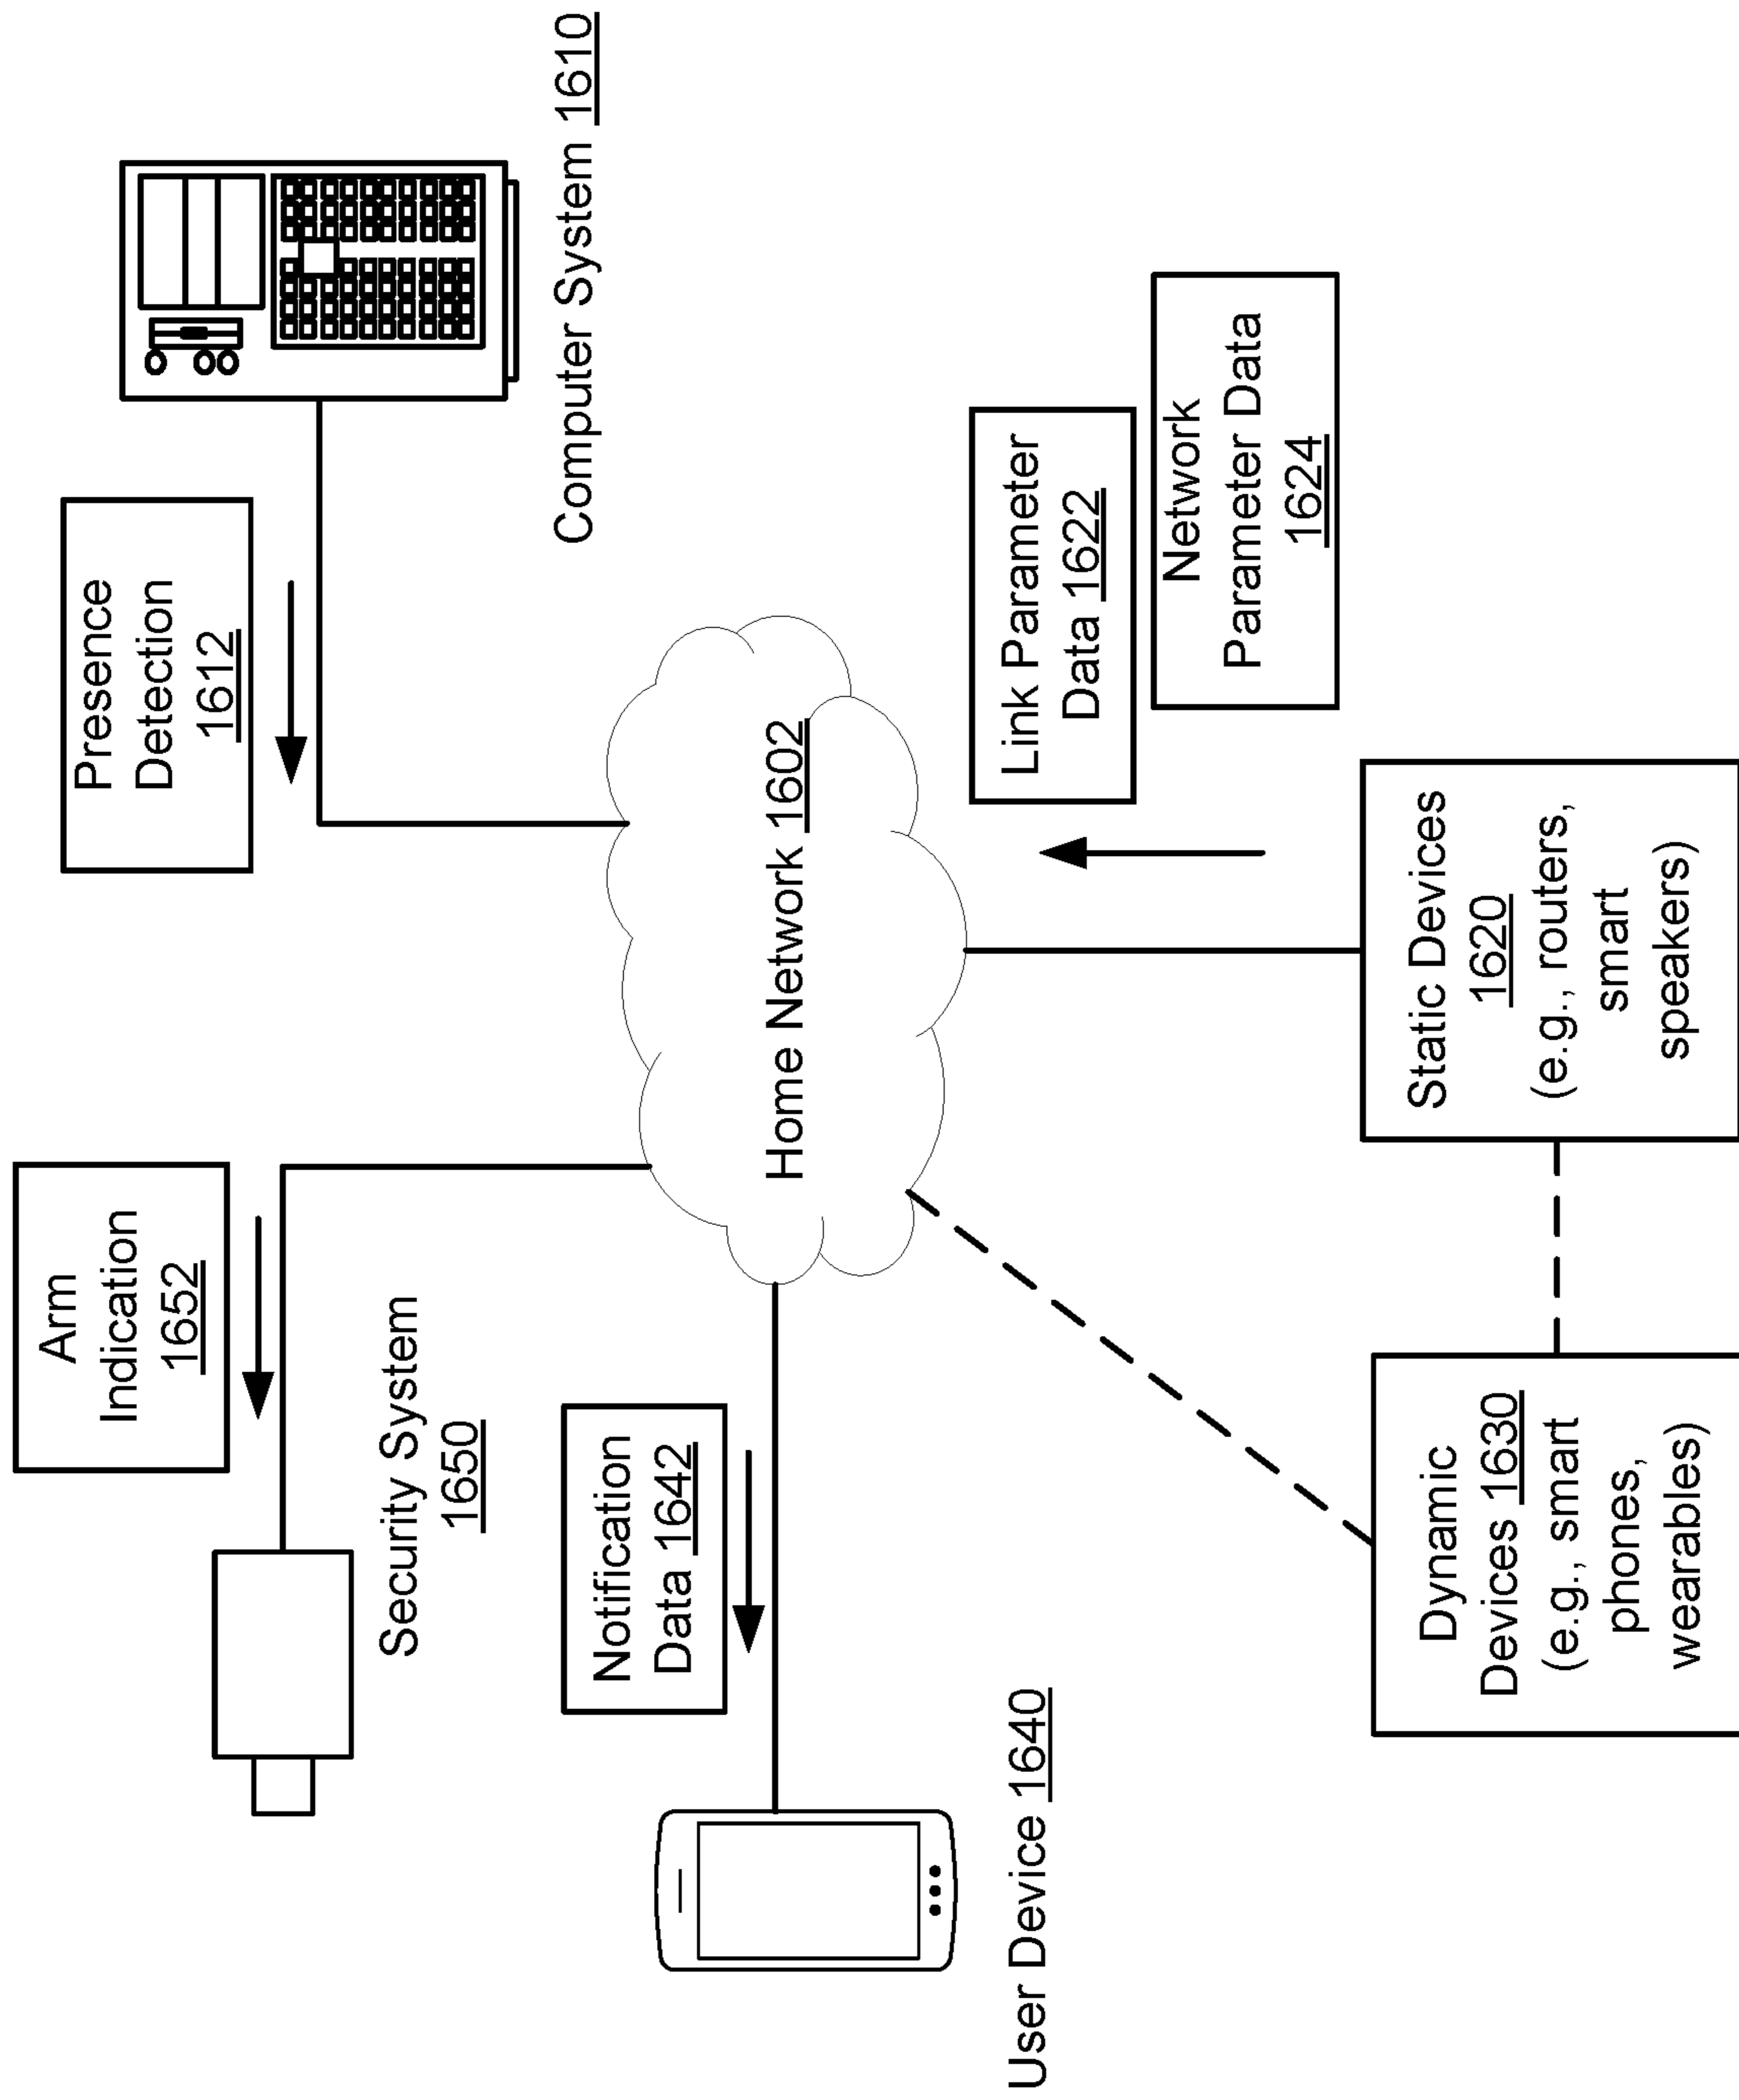 Arm
Indication
1652
Presence
Detection
1612
Security System
1650
Computer System 1610
Notification
Data 1642
Home Network 1602
User Device 1640
Link Parameter
Data 1622
Network
Parameter Data
1624
Dynamic
Devices 1630
(e.g., smart
phones,
wearables)
Static Devices
1620
(e.g., routers,
smart
speakers)